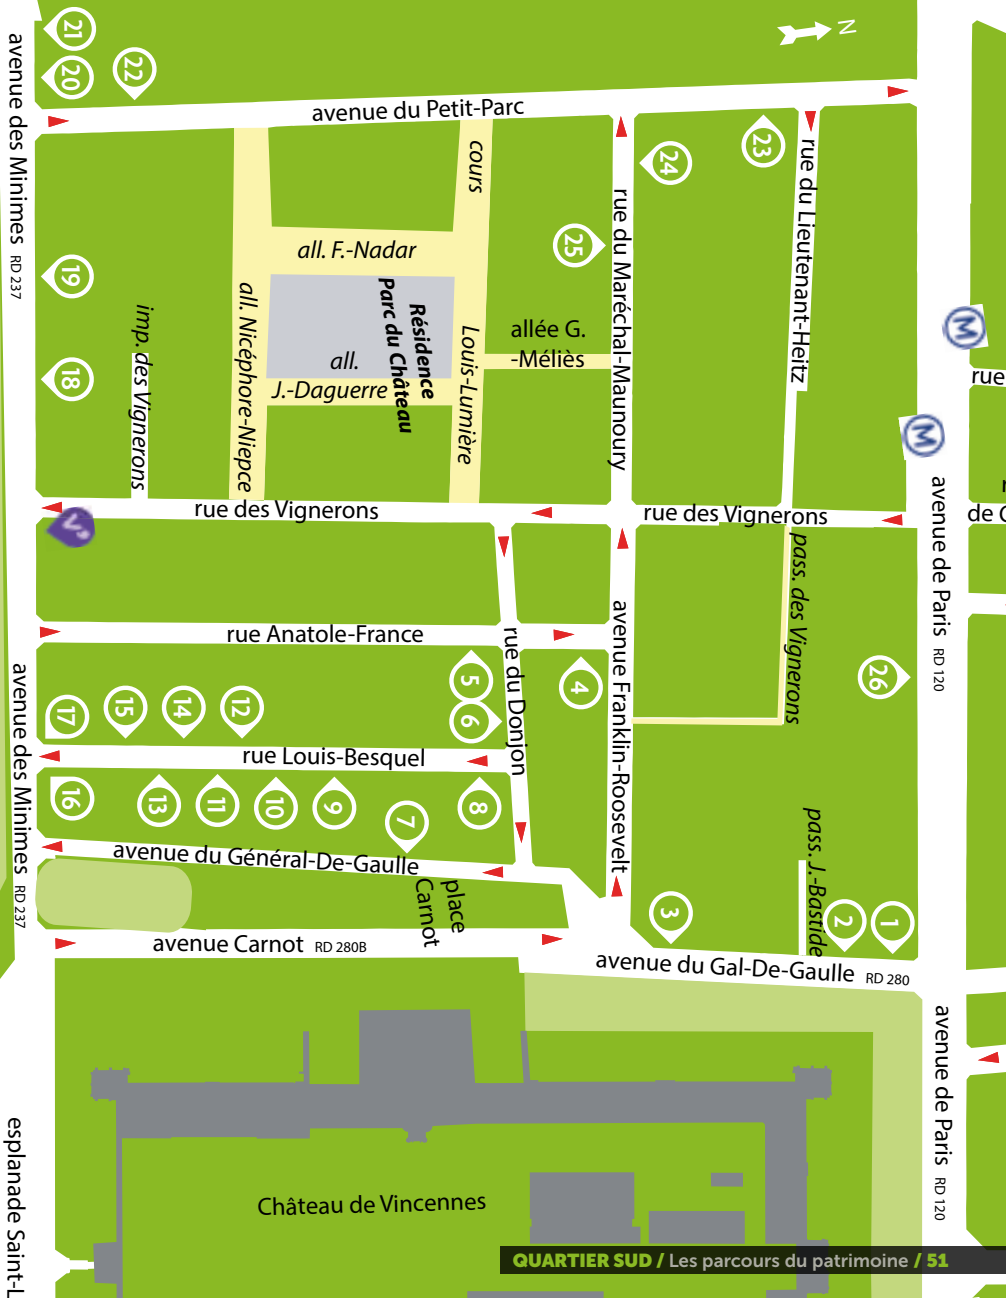 21
20
22
N
avenue des Minimes RD 237
avenue du Petit-Parc
cours
24
23
rue du Lieutenant-Heitz
rue du Maréchal-Maunoury
25
all. F.-Nadar
19
imp. des Vignerons
all. Nicéphore-Niepce
Résidence
Parc du Château
Louis-Lumière
allée G.
-Méliès
M
18
all.
J.-Daguerre
rue
M
rue des Vignerons
rue des Vignerons
avenue de Paris RD 120
de
pass. des Vignerons
rue Anatole-France
rue du Donjon
avenue Franklin-Roosevelt
5
4
6
26
17
15
14
12
avenue des Minimes RD 237
rue Louis-Besquel
16
13
11
10
9
7
8
avenue du Général-De-Gaulle
place
Carnot
pass. J.-Bastide
3
2
1
avenue Carnot RD 280B
avenue du Gal-De-Gaulle RD 280
avenue de Paris RD 120
esplanade Saint-L
Château de Vincennes
QUARTIER SUD / Les parcours du patrimoine / 51